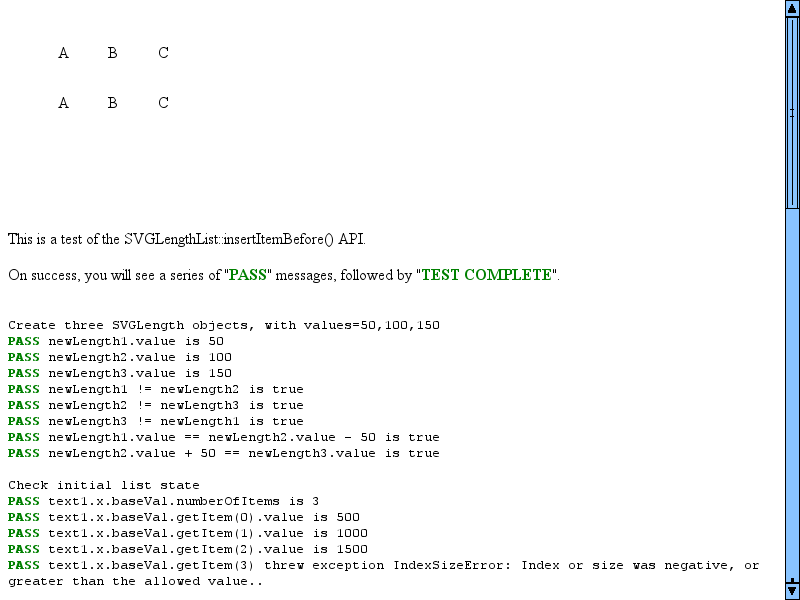 A B C
A B C
This is a test of the SVGLengthList::insertItemBefore() API.
On success, you will see a series of "PASS" messages, followed by "TEST COMPLETE".
Create three SVGLength objects, with values=50,100,150
PASS newLength1.value is 50
PASS newLength2.value is 100
PASS newLength3.value is 150
PASS newLength1 != newLength2 is true
PASS newLength2 != newLength3 is true
PASS newLength3 != newLength1 is true
PASS newLength1.value == newLength2.value - 50 is true
PASS newLength2.value + 50 == newLength3.value is true
Check initial list state
PASS text1.x.baseVal.numberOfItems is 3
PASS text1.x.baseVal.getItem(0).value is 500
PASS text1.x.baseVal.getItem(1).value is 1000
PASS text1.x.baseVal.getItem(2).value is 1500
PASS text1.x.baseVal.getItem(3) threw exception IndexSizeError: Index or size was negative, or
greater than the allowed value..